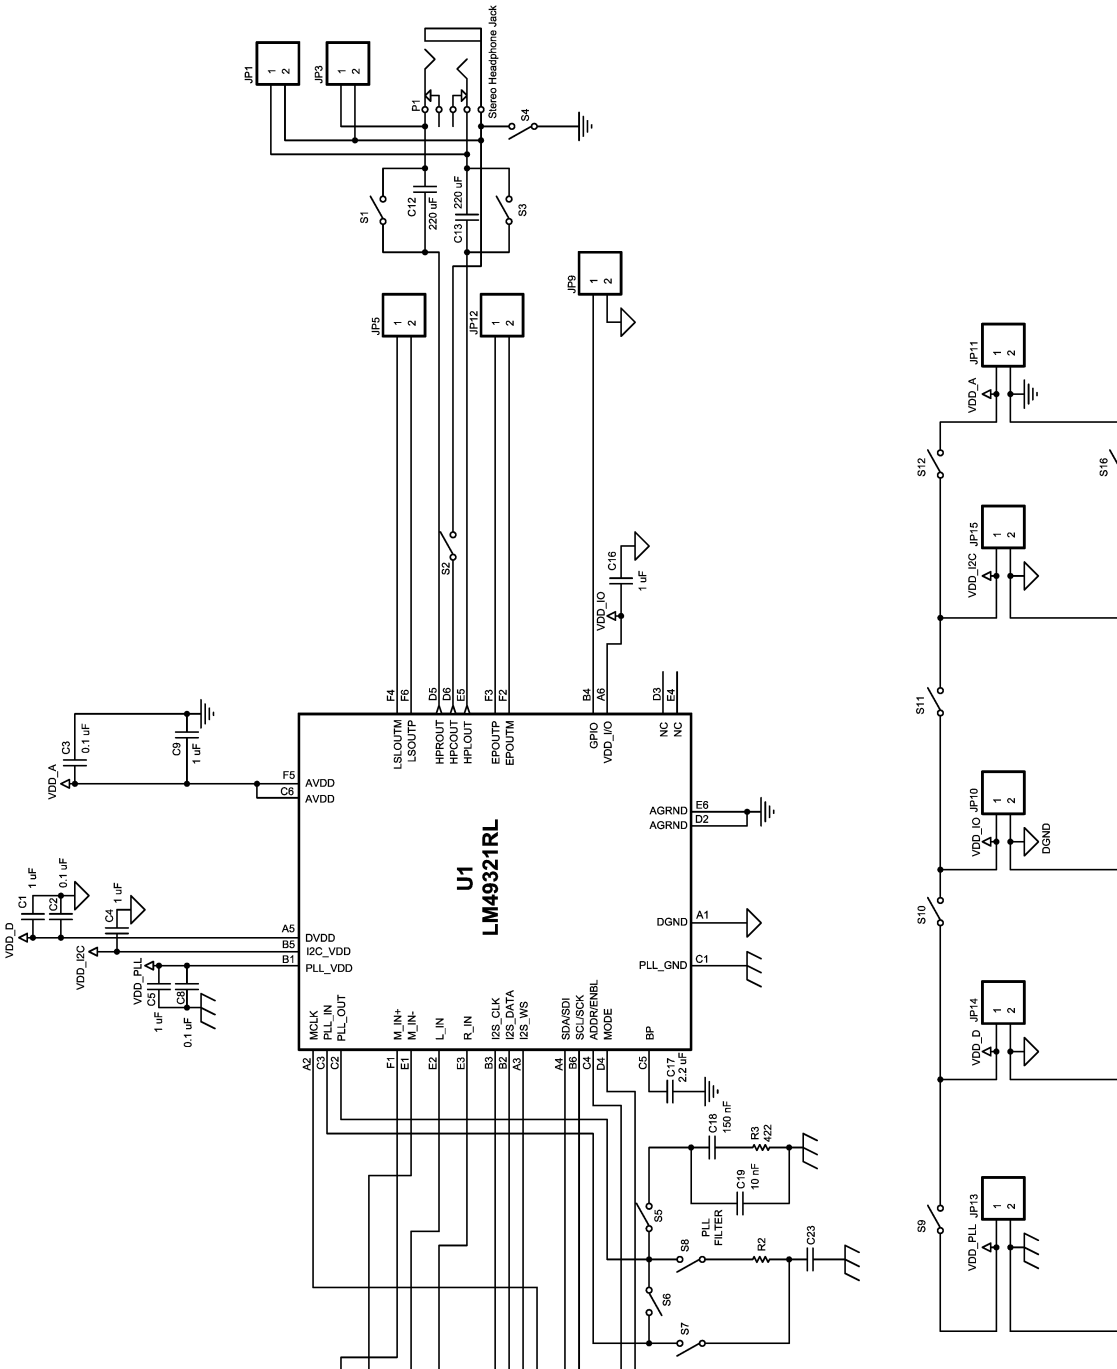 Stereo Headphone Jack
JP1
1
2
JP3
1
2
P1
S4
S1
C12
220 uF
220 uF
C13
S3
JP5
1
2
JP12
1
2
JP9
1
2
JP11
1
2
VDD_A
S12
S16
JP15
1
2
VDD_I2C
S2
C16
1 uF
VDD_IO
F4
F6
D5
D6
E5
F3
F2
B4
A6
D3
E4
LSLOUTM
LSOUTP
HPROUT
HPCOUT
HPLOUT
EPOUTP
EPOUTM
GPIO
VDD_I/O
NC
NC
S11
C3
0.1 uF
C9
1 uF
VDD_A
F5
AVDD
C6
AVDD
AGRND
E6
AGRND
D2
JP10
1
2
VDD_IO
DGND
U1
LM49321RL
C1
1 uF
C2
0.1 uF
C4
1 uF
VDD_D
VDD_I2C
VDD_PLL
A5
DVDD
B5
I2C_VDD
B1
PLL_VDD
C5
1 uF
C8
0.1 uF
DGND
A1
PLL_GND
C1
S10
MCLK
PLL_IN
PLL_OUT
M_IN+
M_IN-
L_IN
R_IN
I2S_CLK
I2S_DATA
I2S_WS
SDA/SDI
SCL/SCK
ADDR/ENBL
MODE
BP
A2
C3
C2
F1
E1
E2
E3
B3
B2
A3
A4
B6
C4
D4
C5
C17
2.2 uF
JP14
1
2
VDD_D
C18
150 nF
R3
422
C19
10 nF
S5
PLL
FILTER
S8
R2
C23
S6
S7
S9
JP13
1
2
VDD_PLL